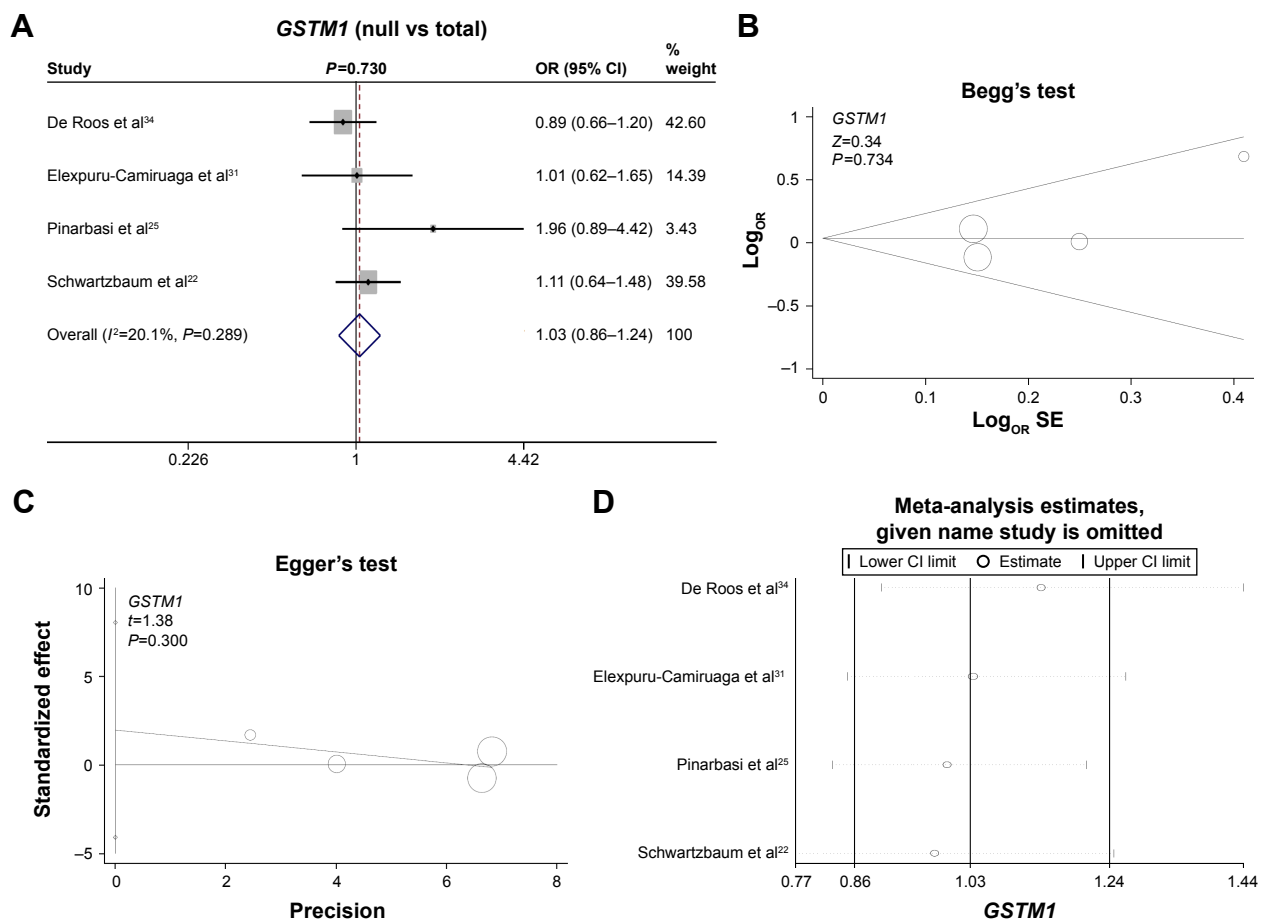 A
GSTM1 (null vs total)
Study P=0.730 OR (95% CI) % weight
De Roos et al34 0.89 (0.66–1.20) 42.60
Elexpuru-Camiruaga et al31 1.01 (0.62–1.65) 14.39
Pinarbasi et al25 1.96 (0.89–4.42) 3.43
Schwartzbaum et al22 1.11 (0.64–1.48) 39.58
Overall (I2=20.1%, P=0.289) 1.03 (0.86–1.24) 100
0.226 1 4.42
B
Begg's test
GSTM1
Z=0.34
P=0.734
LogOR
1
0.5
0
–0.5
–1
0 0.1 0.2 0.3 0.4
LogOR SE
C
Egger's test
GSTM1
t=1.38
P=0.300
Standardized effect
10
5
0
–5
0 2 4 6 8
Precision
D
Meta-analysis estimates,
given name study is omitted
Lower CI limit Estimate Upper CI limit
De Roos et al34
Elexpuru-Camiruaga et al31
Pinarbasi et al25
Schwartzbaum et al22
0.77 0.86 1.03 1.24 1.44
GSTM1